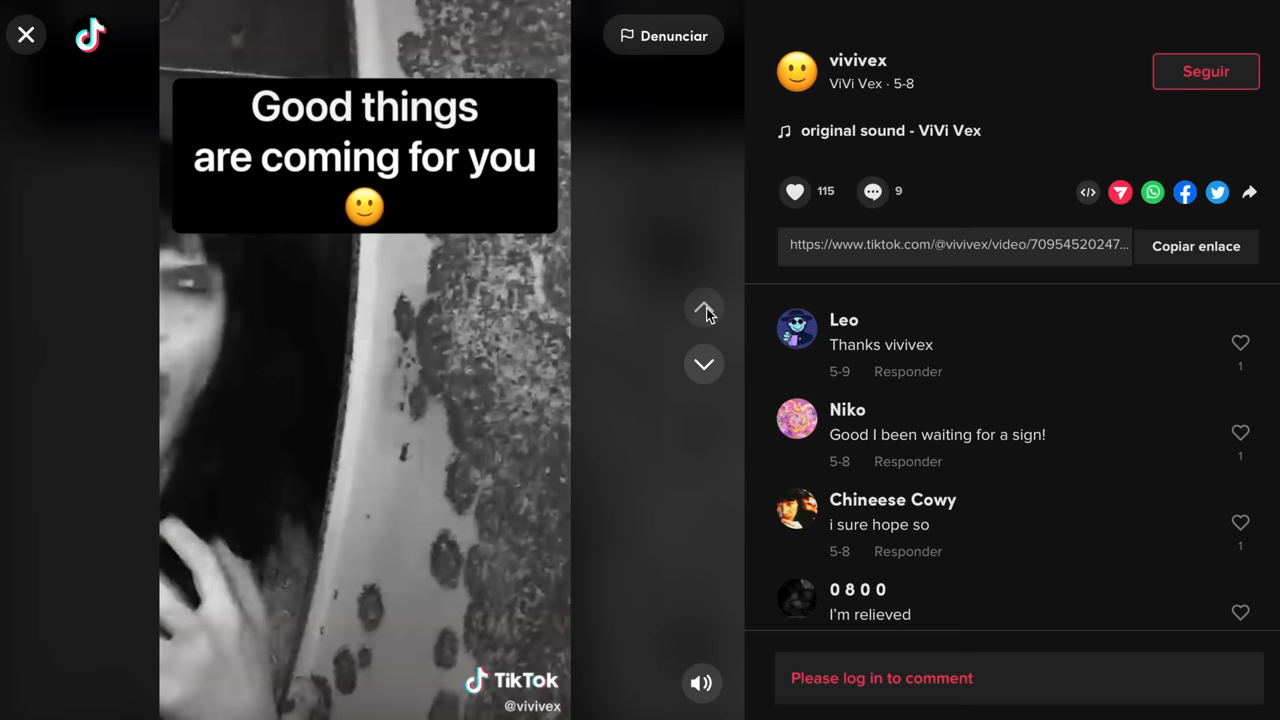 Good things
are coming for you
🙂
TikTok
@vivivex
Denunciar
vivivex
ViVi Vex · 5-8
Seguir
original sound - ViVi Vex
115
9
https://www.tiktok.com/@vivivex/video/70954520247...
Copiar enlace
Leo
Thanks vivivex
5-9 Responder
1
Niko
Good I been waiting for a sign!
5-8 Responder
1
Chineese Cowy
i sure hope so
5-8 Responder
1
0 8 0 0
I'm relieved
Please log in to comment